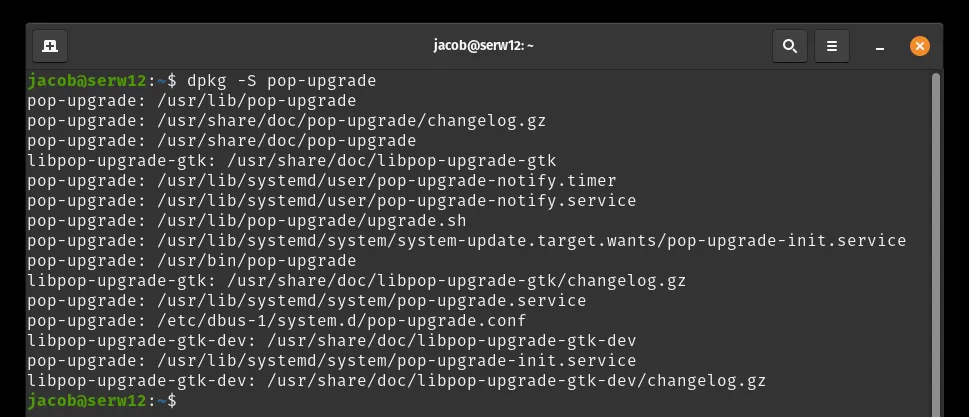 jacob@serw12: ~
jacob@serw12:~$ dpkg -S pop-upgrade
pop-upgrade: /usr/lib/pop-upgrade
pop-upgrade: /usr/share/doc/pop-upgrade/changelog.gz
pop-upgrade: /usr/share/doc/pop-upgrade
libpop-upgrade-gtk: /usr/share/doc/libpop-upgrade-gtk
pop-upgrade: /usr/lib/systemd/user/pop-upgrade-notify.timer
pop-upgrade: /usr/lib/systemd/user/pop-upgrade-notify.service
pop-upgrade: /usr/lib/pop-upgrade/upgrade.sh
pop-upgrade: /usr/lib/systemd/system/system-update.target.wants/pop-upgrade-init.service
pop-upgrade: /usr/bin/pop-upgrade
libpop-upgrade-gtk: /usr/share/doc/libpop-upgrade-gtk/changelog.gz
pop-upgrade: /usr/lib/systemd/system/pop-upgrade.service
pop-upgrade: /etc/dbus-1/system.d/pop-upgrade.conf
libpop-upgrade-gtk-dev: /usr/share/doc/libpop-upgrade-gtk-dev
pop-upgrade: /usr/lib/systemd/system/pop-upgrade-init.service
libpop-upgrade-gtk-dev: /usr/share/doc/libpop-upgrade-gtk-dev/changelog.gz
jacob@serw12:~$